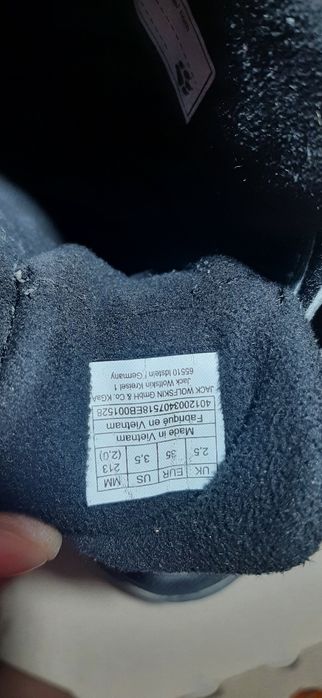 UK EUR US MM
2.5 35 3.5 213 (2.0)
Made in Vietnam
Fabriqué en Vietnam
4012003407518EB001528
JACK WOLFSKIN GmbH & Co. KGaA
Jack Wolfskin Kreisel 1
65510 Idstein / Germany